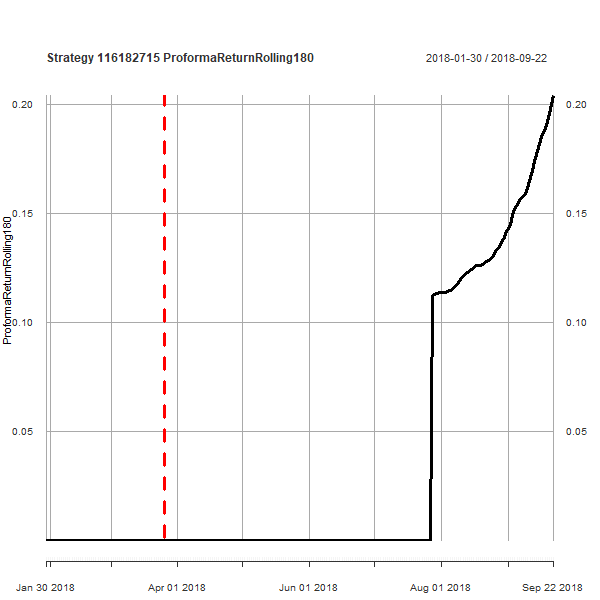 Strategy 116182715 ProformaReturnRolling180
2018-01-30 / 2018-09-22
ProformaReturnRolling180
0.20
0.15
0.10
0.05
0.20
0.15
0.10
0.05
Jan 30 2018
Apr 01 2018
Jun 01 2018
Aug 01 2018
Sep 22 2018